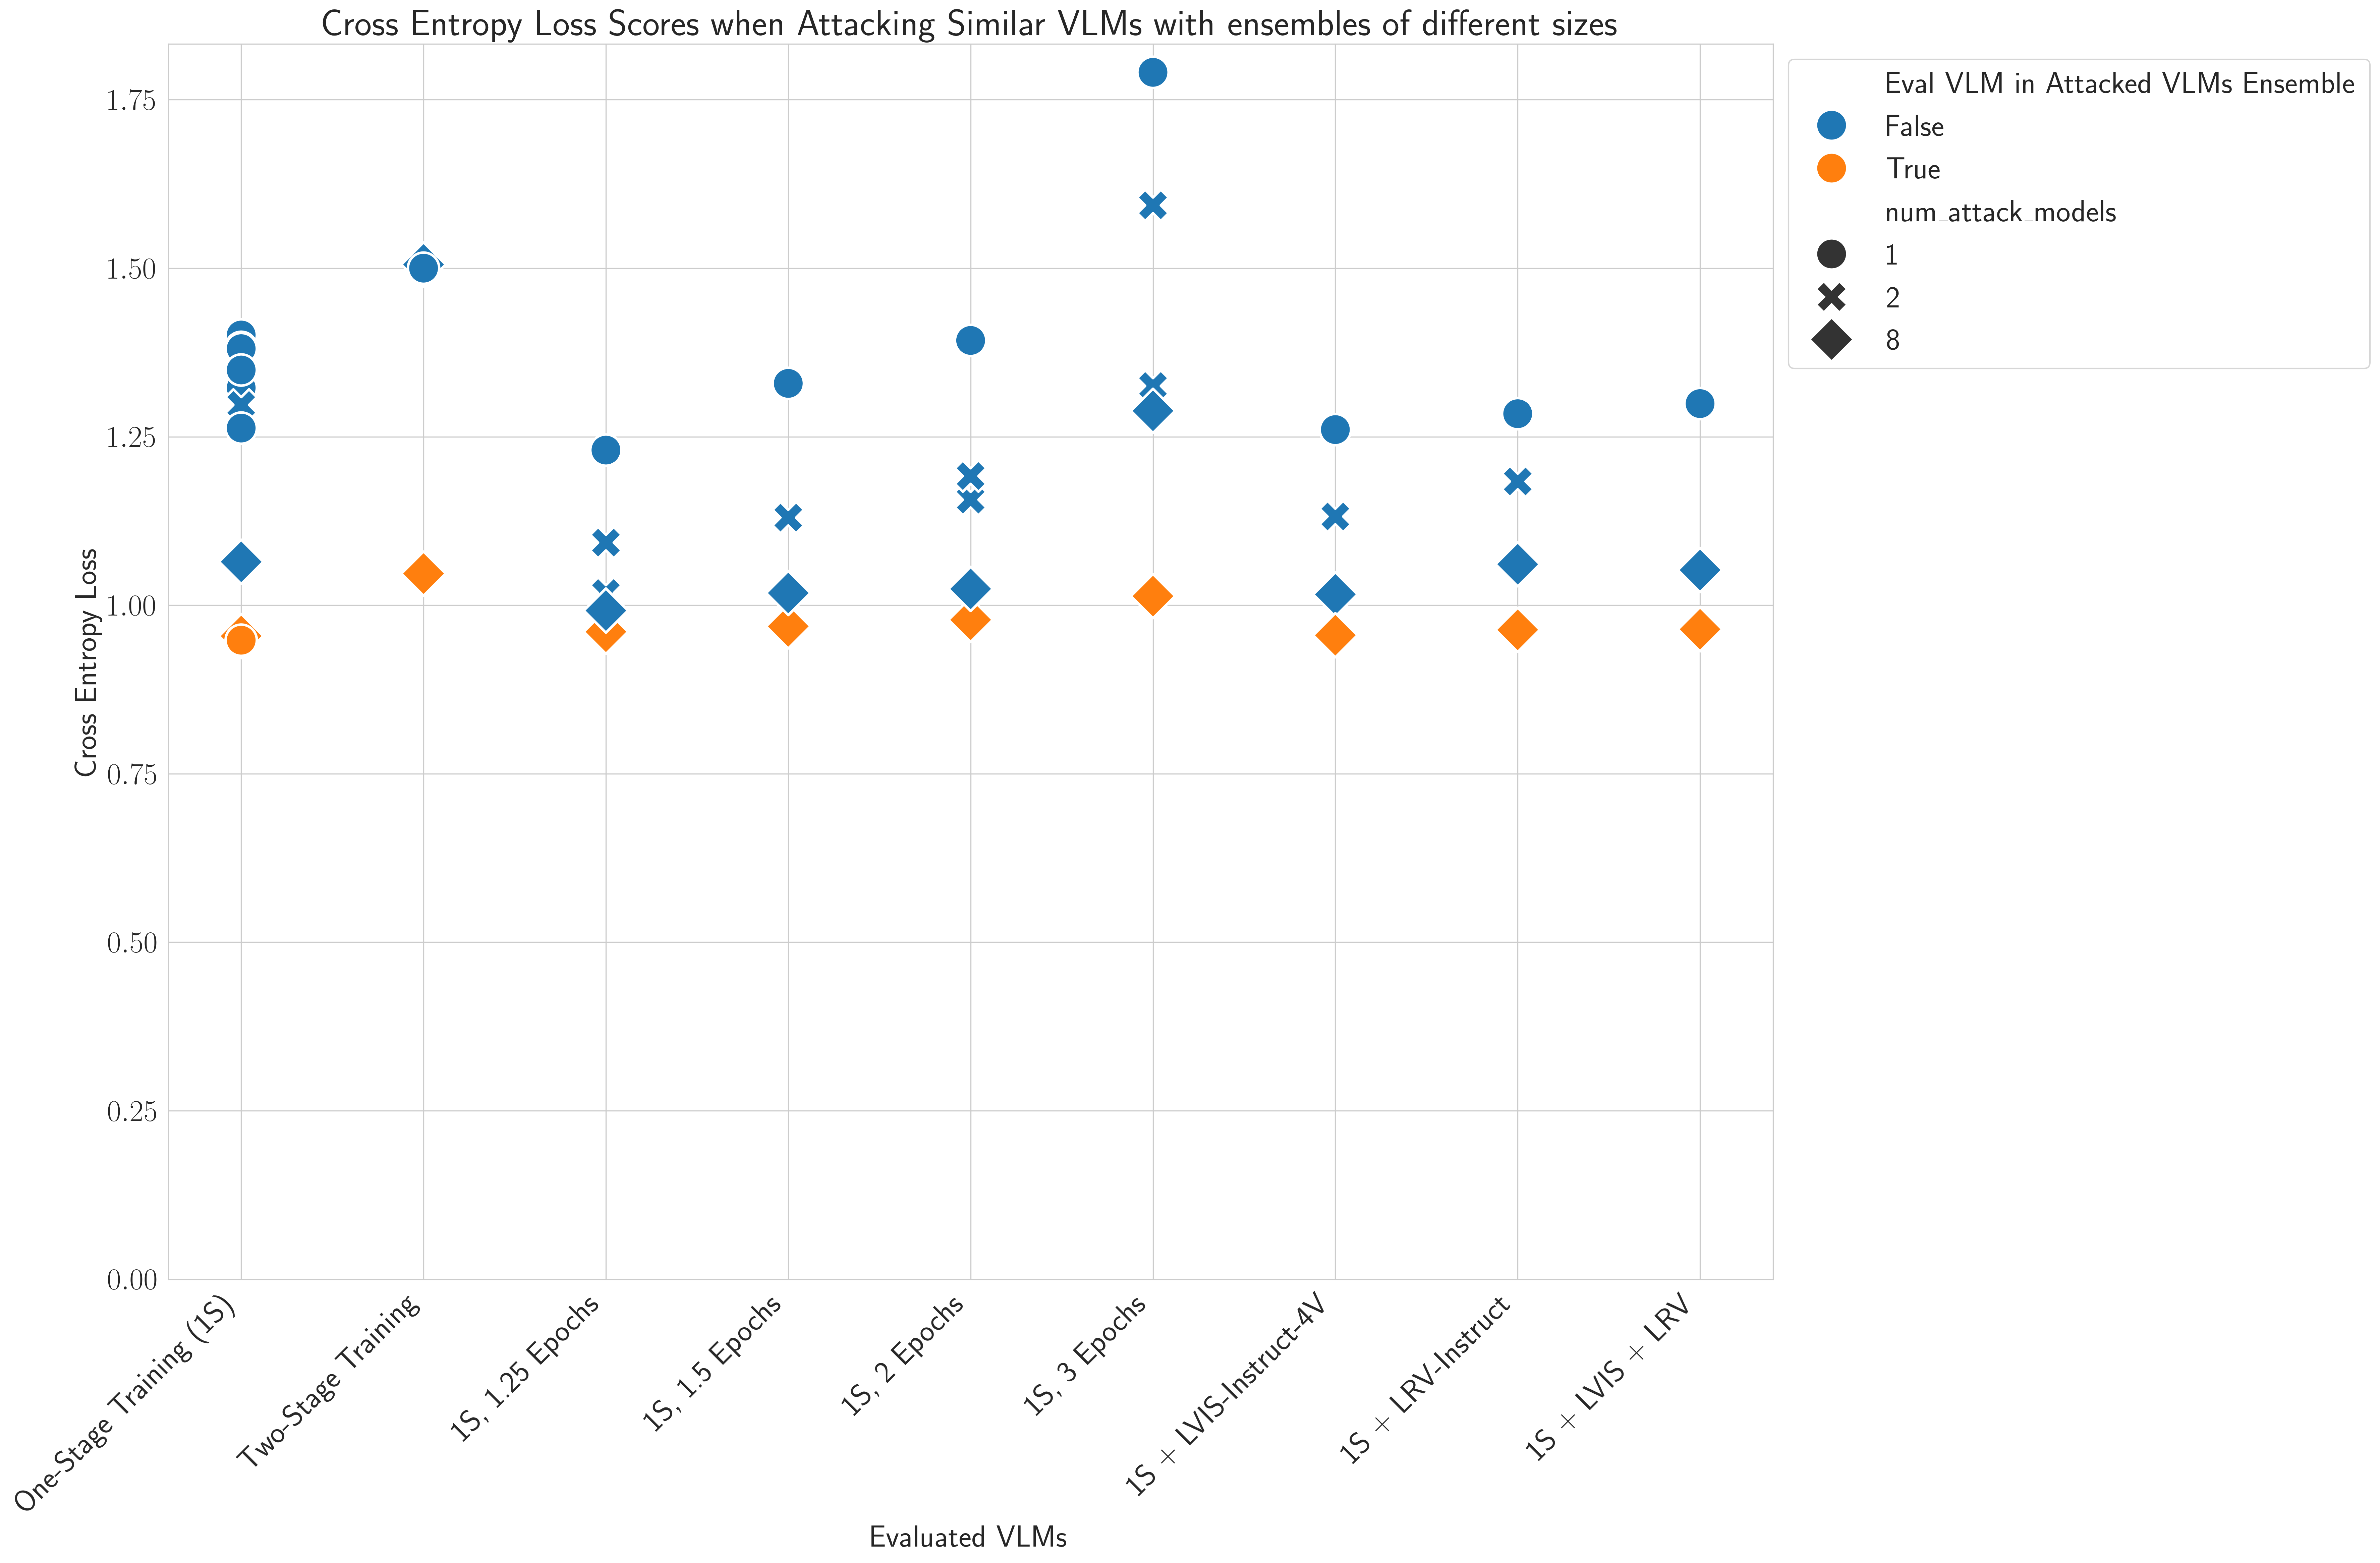 Cross Entropy Loss Scores when Attacking Similar VLMs with ensembles of different sizes
Cross Entropy Loss
1.75
1.50
1.25
1.00
0.75
0.50
0.25
0.00
One-Stage Training (1S)
Two-Stage Training
1S, 1.25 Epochs
1S, 1.5 Epochs
1S, 2 Epochs
1S, 3 Epochs
1S + LVIS-Instruct-4V
1S + LRV-Instruct
1S + LVIS + LRV
Evaluated VLMs
Eval VLM in Attacked VLMs Ensemble
False
True
num_attack_models
1
2
8